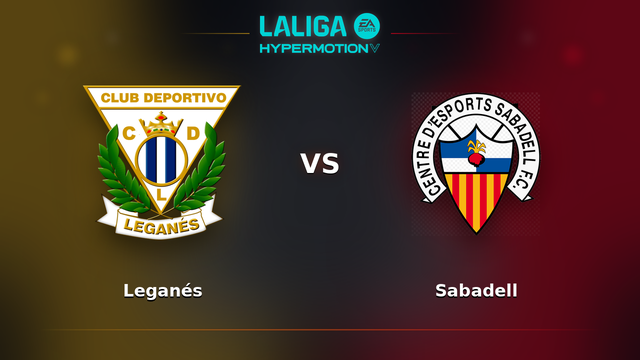 LALIGA EA SPORTS
HYPERMOTION V
CLUB DEPORTIVO
C D
L
LEGANÉS
VS
CENTRE D'ESPORTS SABADELL F.C.
Leganés
Sabadell